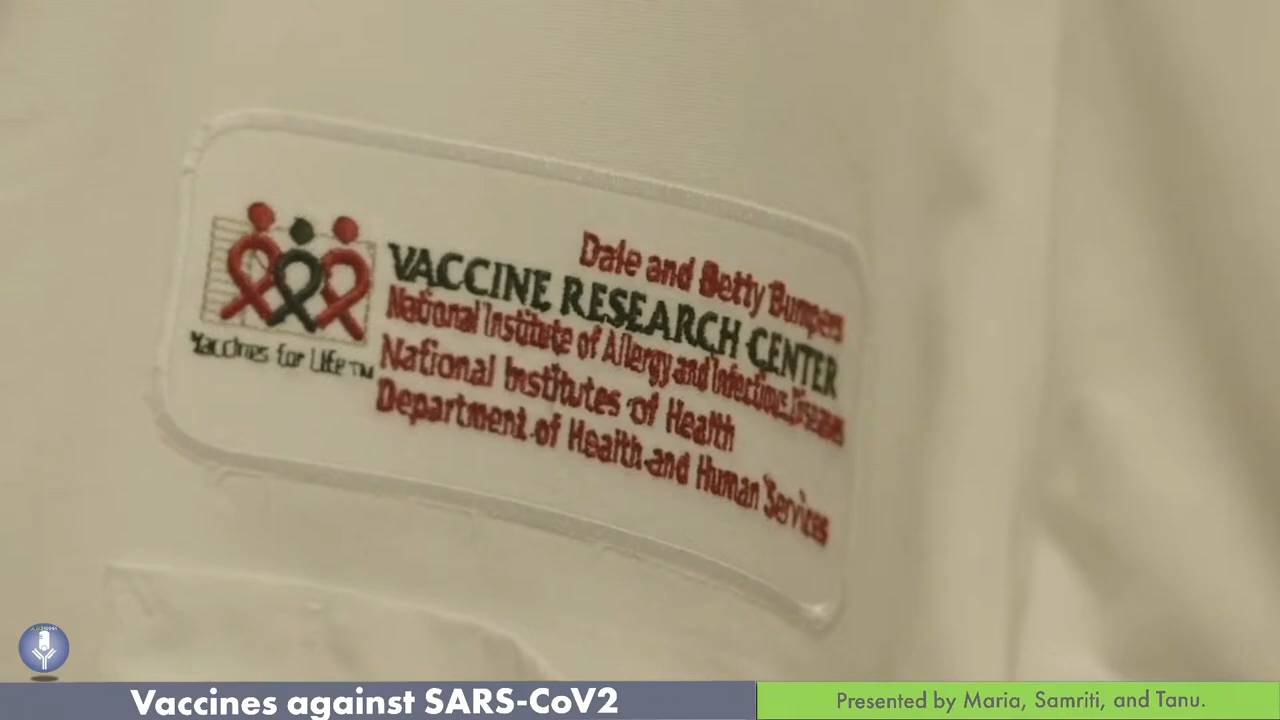 Dale and Betty Bumpers
VACCINE RESEARCH CENTER
National Institute of Allergy and Infectious Diseases
National Institutes of Health
Department of Health and Human Services
Vaccines for Life™
Vaccines against SARS-CoV2
Presented by Maria, Samriti, and Tanu.